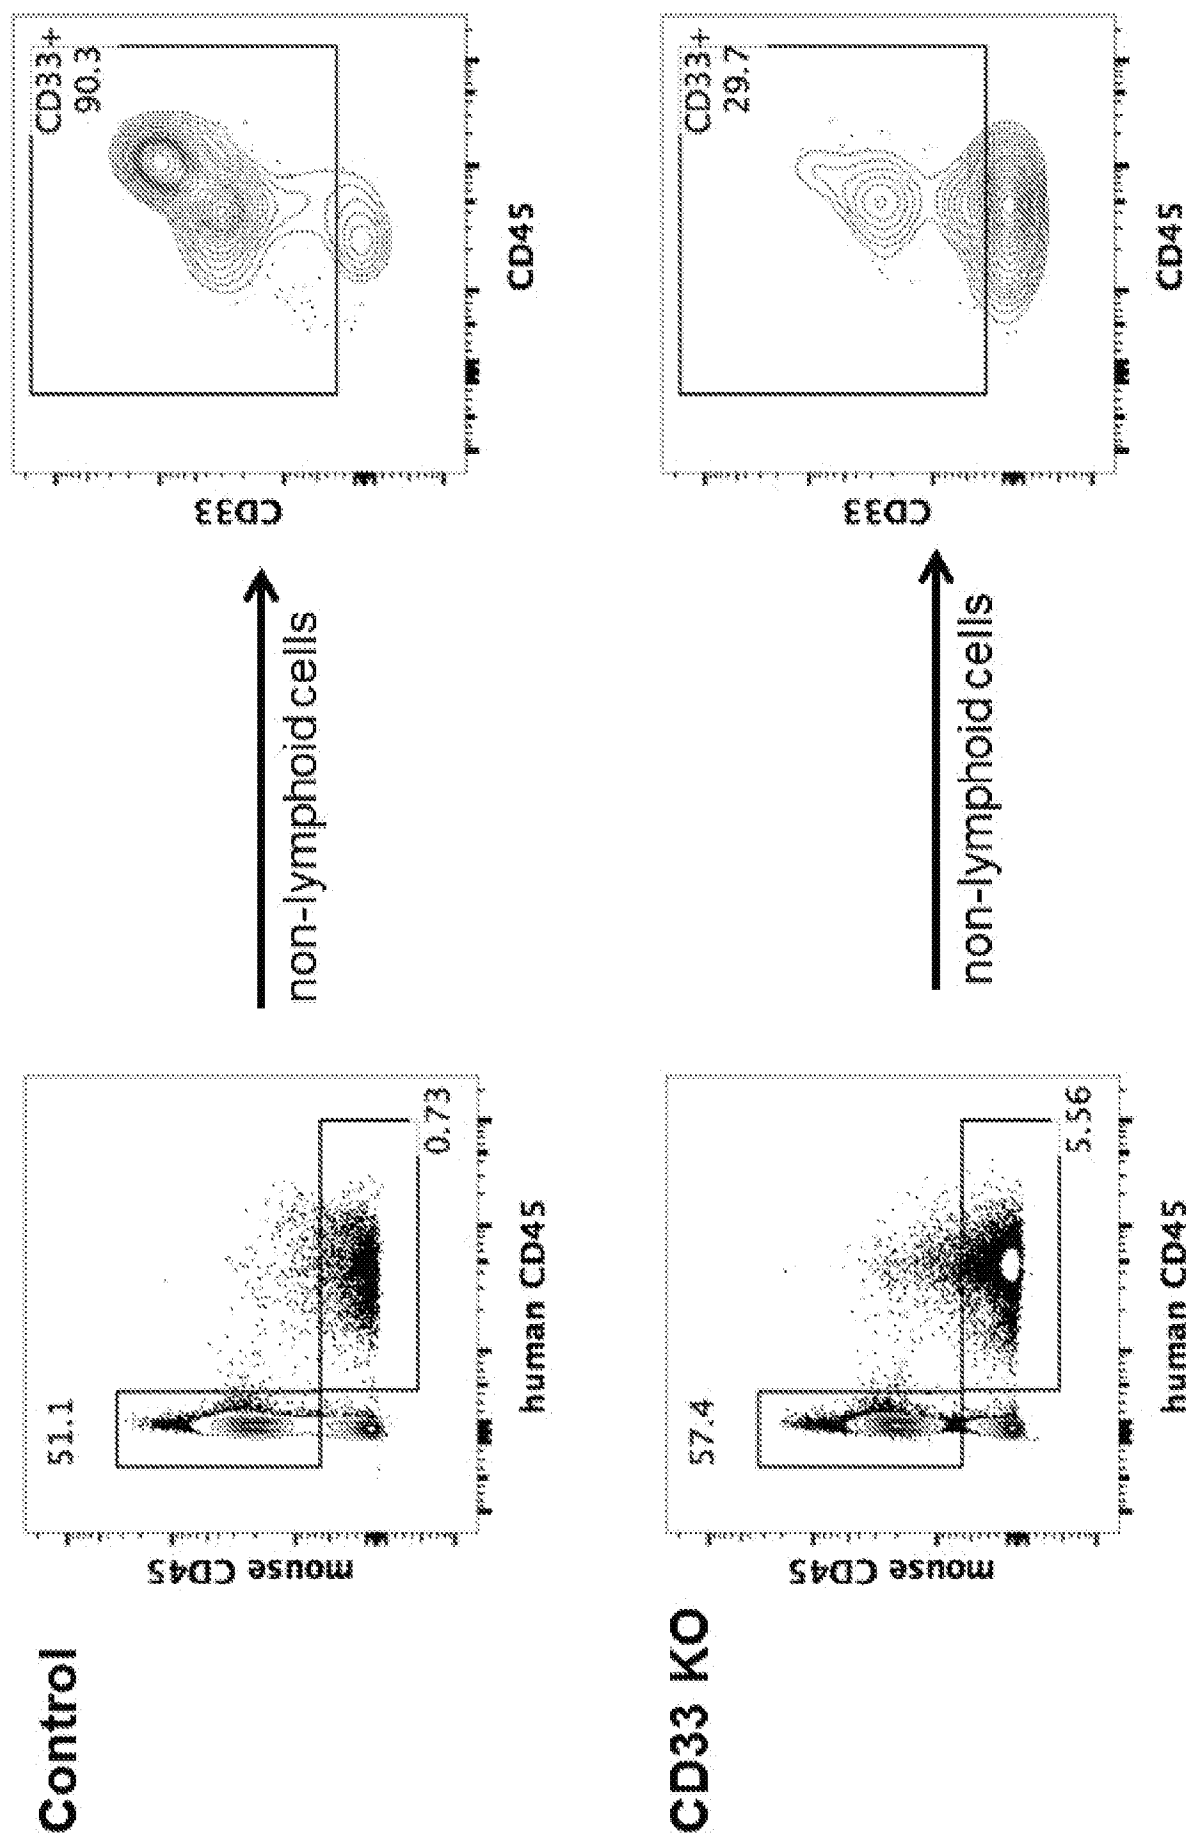 Control
mouse CD45
51.1
0.73
human CD45
non-lymphoid cells
CD33
CD33+
90.3
CD45
CD33 KO
mouse CD45
57.4
5.56
human CD45
non-lymphoid cells
CD33
CD33+
29.7
CD45